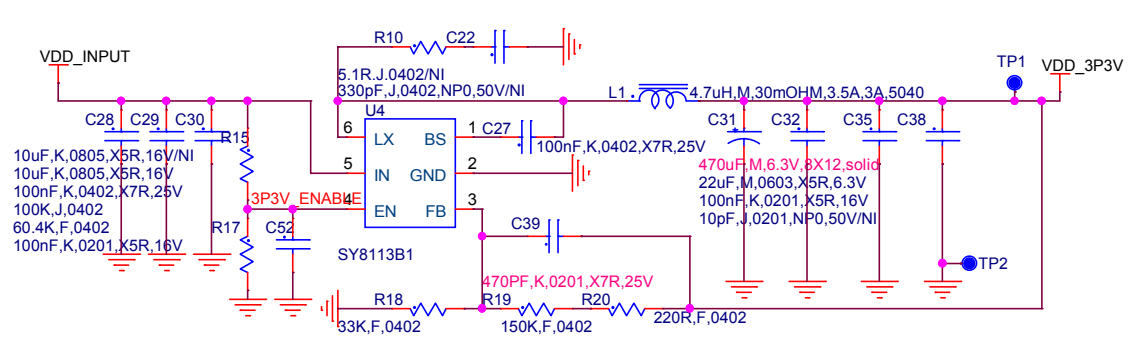 R10
C22
VDD_INPUT
TP1
VDD_3P3V
5.1R.J.0402/NI
330pF,J,0402,NP0,50V/NI
L1
4.7uH,M,30mOHM,3.5A,3A,5040
U4
C28
C29
C30
R15
6
LX
BS
1
C27
100nF,K,0402,X7R,25V
C31
C32
C35
C38
10uF,K,0805,X5R,16V/NI
10uF,K,0805,X5R,16V
100nF,K,0402,X7R,25V
100K,J,0402
60.4K,F,0402
100nF,K,0201,X5R,16V
5
IN
GND
2
470uF,M,6.3V,8X12,solid
22uF,M,0603,X5R,6.3V
100nF,K,0201,X5R,16V
10pF,J,0201,NP0,50V/NI
3P3V_ENABLE
4
EN
FB
3
R17
C52
C39
SY8113B1
TP2
470PF,K,0201,X7R,25V
R18
R19
R20
33K,F,0402
150K,F,0402
220R,F,0402